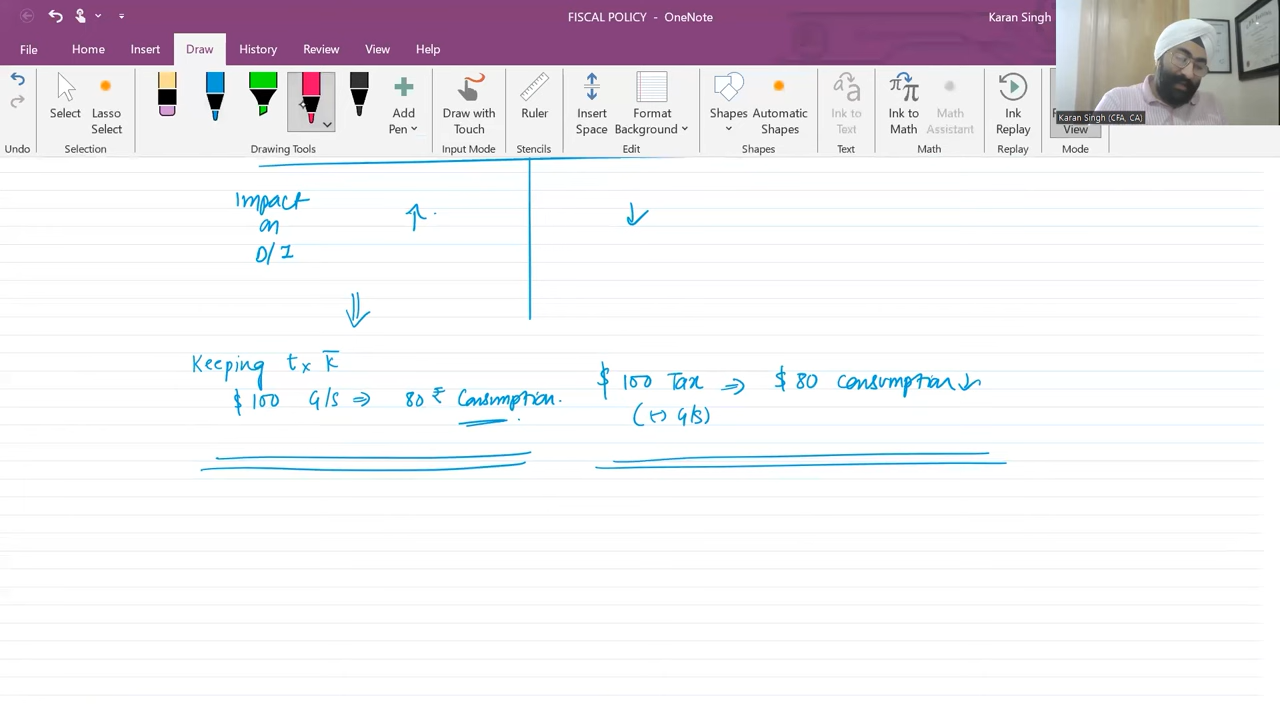 FISCAL POLICY - OneNote
Karan Singh
File Home Insert Draw History Review View Help
Select
Lasso Select
Add Pen
Draw with Touch
Ruler
Insert Space
Format Background
Shapes
Automatic Shapes
Ink to Text
Ink to Math
Math Assistant
Ink Replay
View
Karan Singh (CFA, CA)
Undo Selection Drawing Tools Input Mode Stencils Edit Shapes Text Math Replay Mode
Impact ↑ ↓
on
D/I
⇓
Keeping tx k̅
$ 100 G/S ⇒ 80 ₹ Consumption.
$ 100 Tax ⇒ $ 80 Consumption ↓
(↔ G/S)